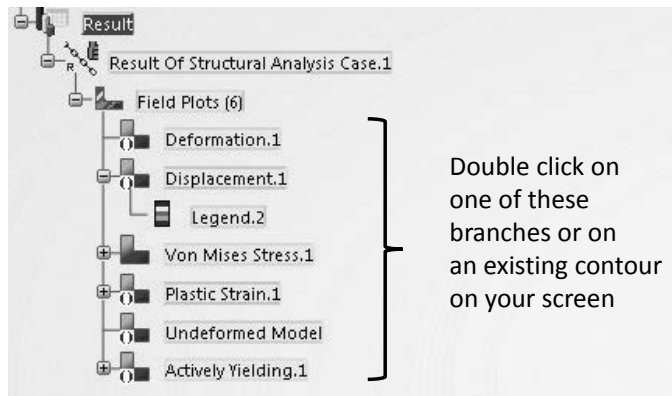 Result
R Result Of Structural Analysis Case.1
Field Plots (6)
() Deformation.1
() Displacement.1
Legend.2
Von Mises Stress.1
() Plastic Strain.1
() Undeformed Model
() Actively Yielding.1
Double click on
one of these
branches or on
an existing contour
on your screen